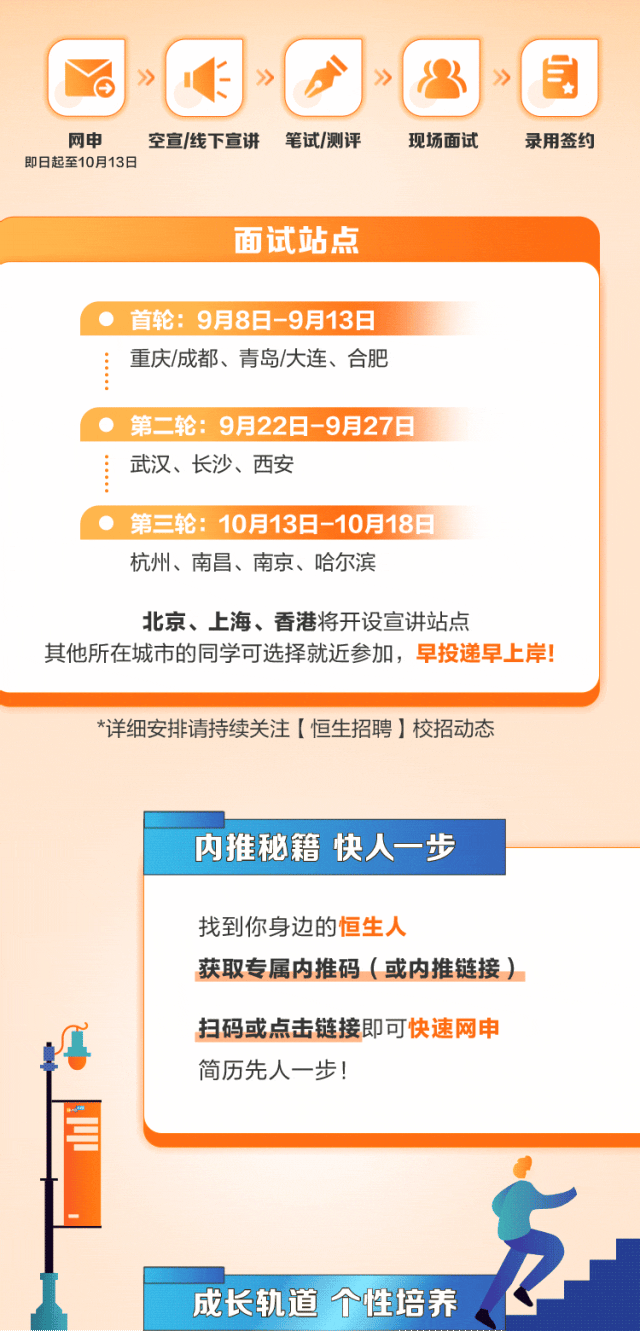 网申
即日起至10月13日
空宣/线下宣讲
笔试/测评
现场面试
录用签约
面试站点
首轮：9月8日-9月13日
重庆/成都、青岛/大连、合肥
第二轮：9月22日-9月27日
武汉、长沙、西安
第三轮：10月13日-10月18日
杭州、南昌、南京、哈尔滨
北京、上海、香港将开设宣讲站点
其他所在城市的同学可选择就近参加，早投递早上岸!
*详细安排请持续关注【恒生招聘】校招动态
内推秘籍 快人一步
找到你身边的恒生人
获取专属内推码（或内推链接）
扫码或点击链接即可快速网申
简历先人一步！
成长轨道 个性培养